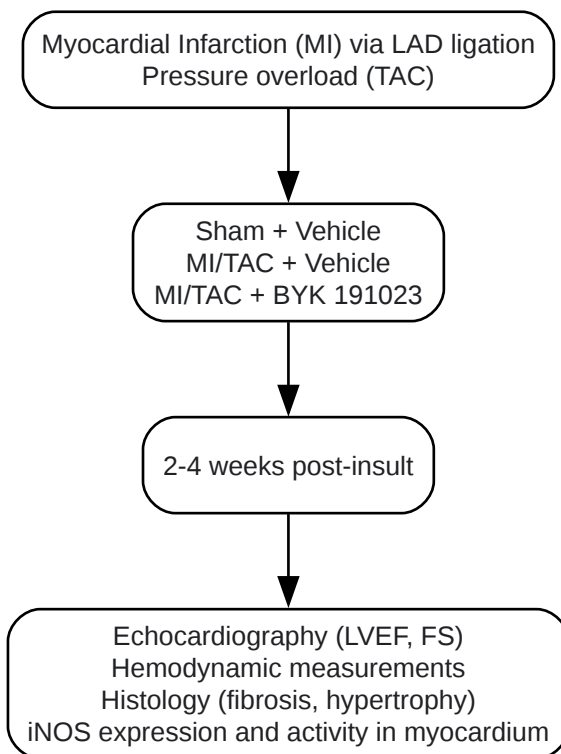 Myocardial Infarction (MI) via LAD ligation
Pressure overload (TAC)
Sham + Vehicle
MI/TAC + Vehicle
MI/TAC + BYK 191023
2-4 weeks post-insult
Echocardiography (LVEF, FS)
Hemodynamic measurements
Histology (fibrosis, hypertrophy)
iNOS expression and activity in myocardium